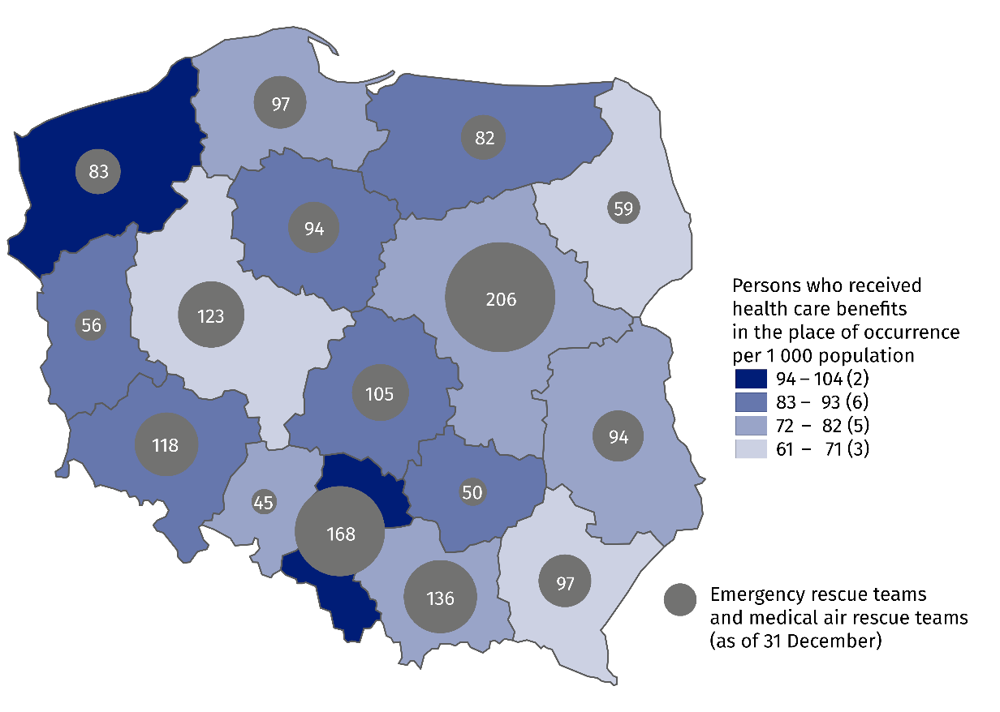 97
82
83
59
94
206
123
56
105
118
94
50
45
168
97
136
Persons who received
health care benefits
in the place of occurrence
per 1 000 population
94 – 104 (2)
83 – 93 (6)
72 – 82 (5)
61 – 71 (3)
Emergency rescue teams
and medical air rescue teams
(as of 31 December)